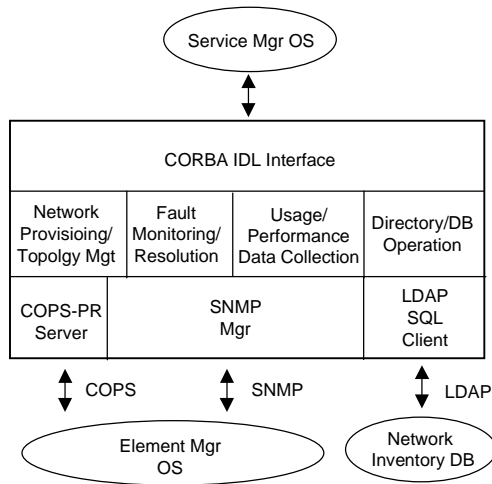 Service Mgr OS
CORBA IDL Interface
Network
Provisioing/
Topolgy Mgt
Fault
Monitoring/
Resolution
Usage/
Performance
Data Collection
Directory/DB
Operation
COPS-PR
Server
SNMP
Mgr
LDAP
SQL
Client
COPS
SNMP
LDAP
Element Mgr
OS
Network
Inventory DB